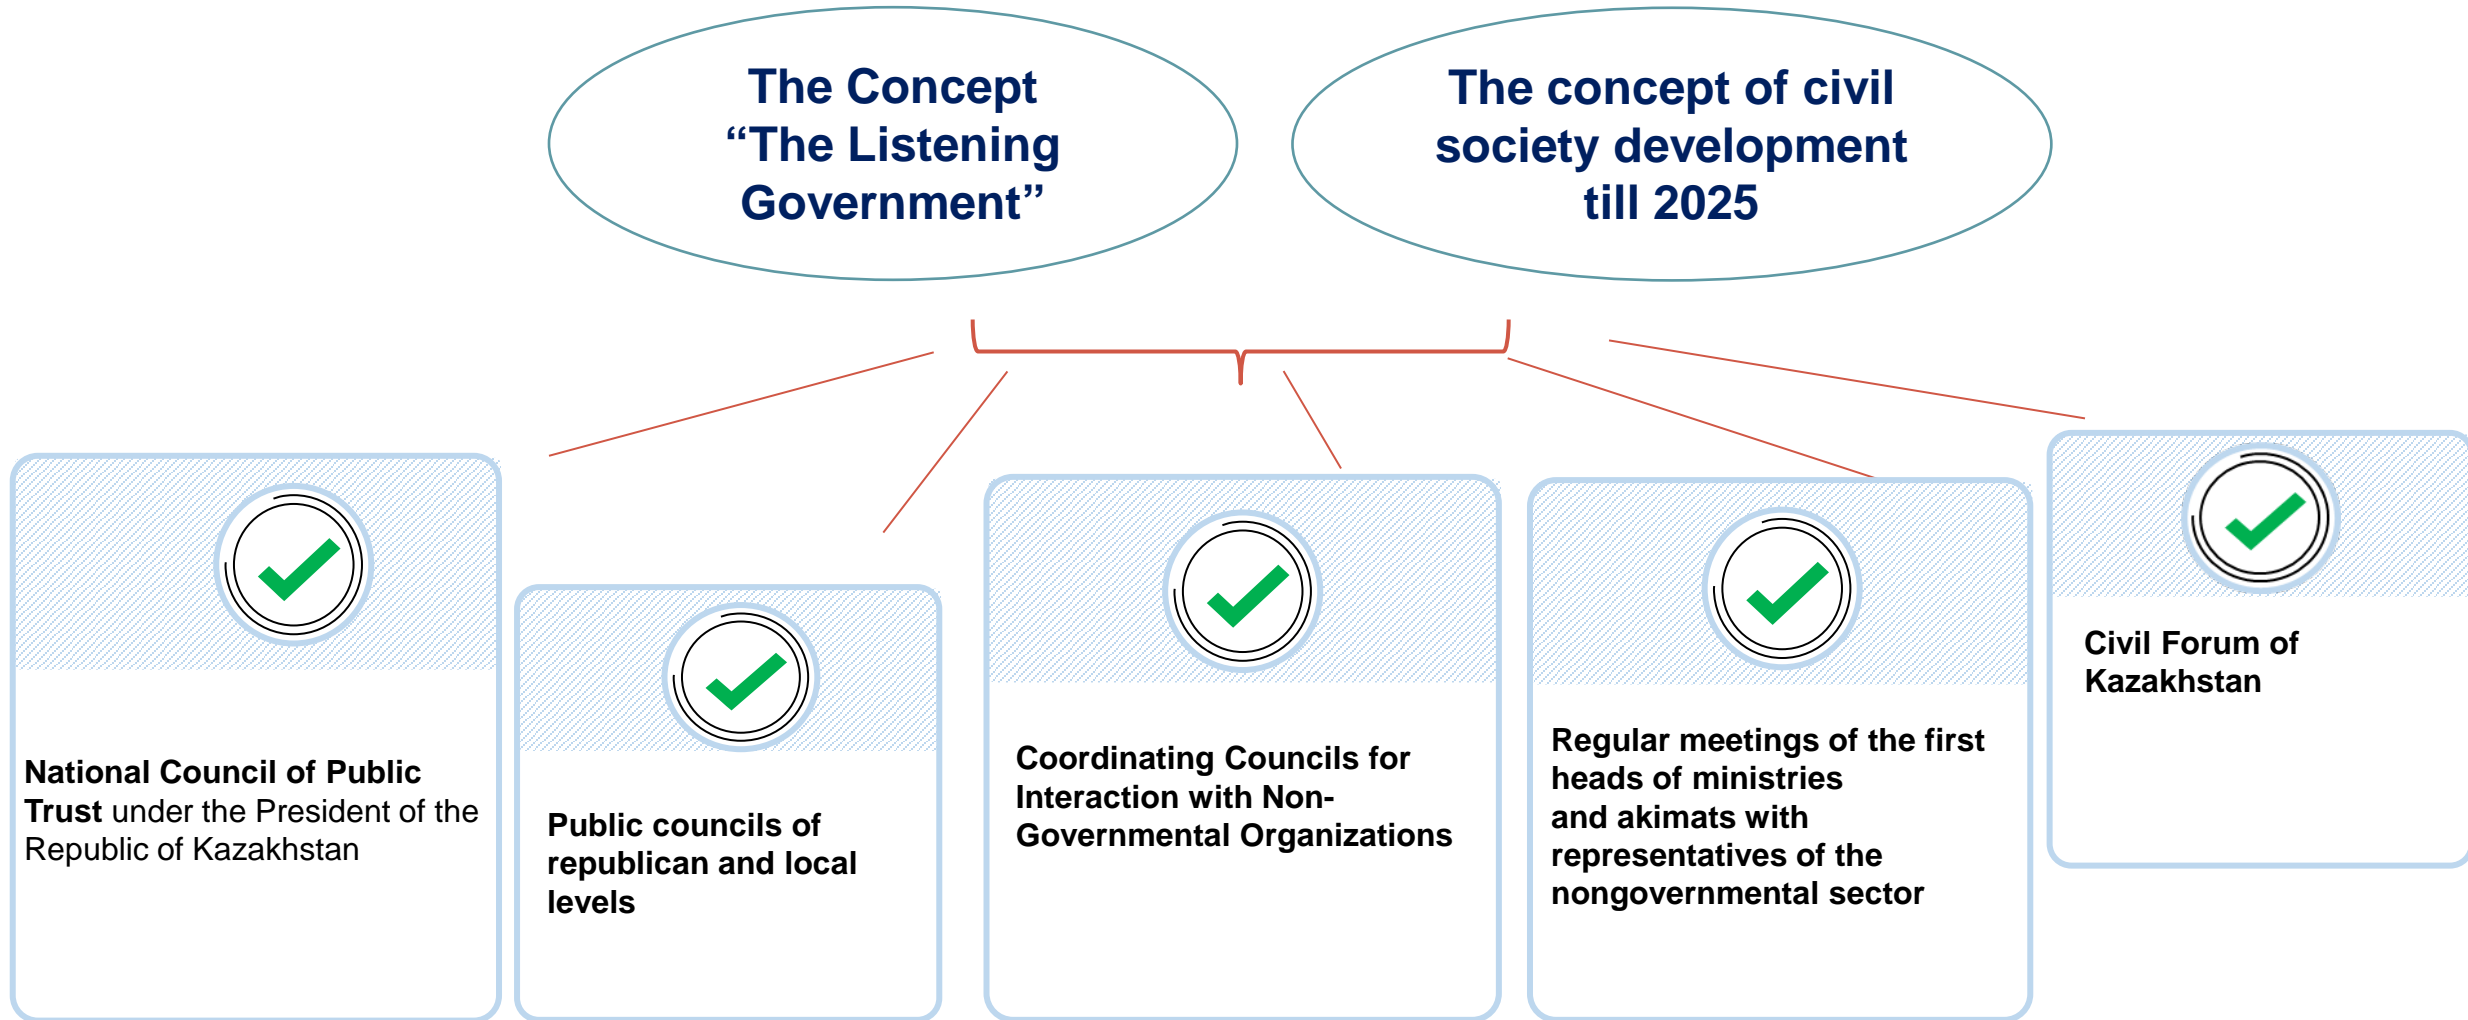 The Concept
“The Listening
Government”
The concept of civil
society development
till 2025
National Council of Public
Trust under the President of the
Republic of Kazakhstan
Public councils of
republican and local
levels
Coordinating Councils for
Interaction with Non-
Governmental Organizations
Regular meetings of the first
heads of ministries
and akimats with
representatives of the
nongovernmental sector
Civil Forum of
Kazakhstan